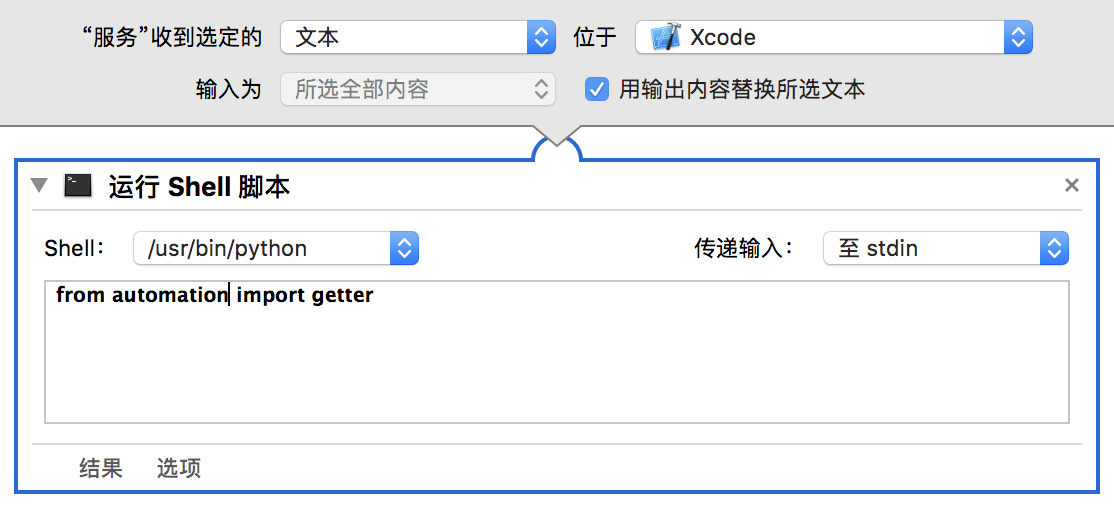 “服务”收到选定的 文本 位于 Xcode
输入为 所选全部内容 用输出内容替换所选文本
运行 Shell 脚本
Shell： /usr/bin/python 传递输入： 至 stdin
from automation import getter
结果 选项